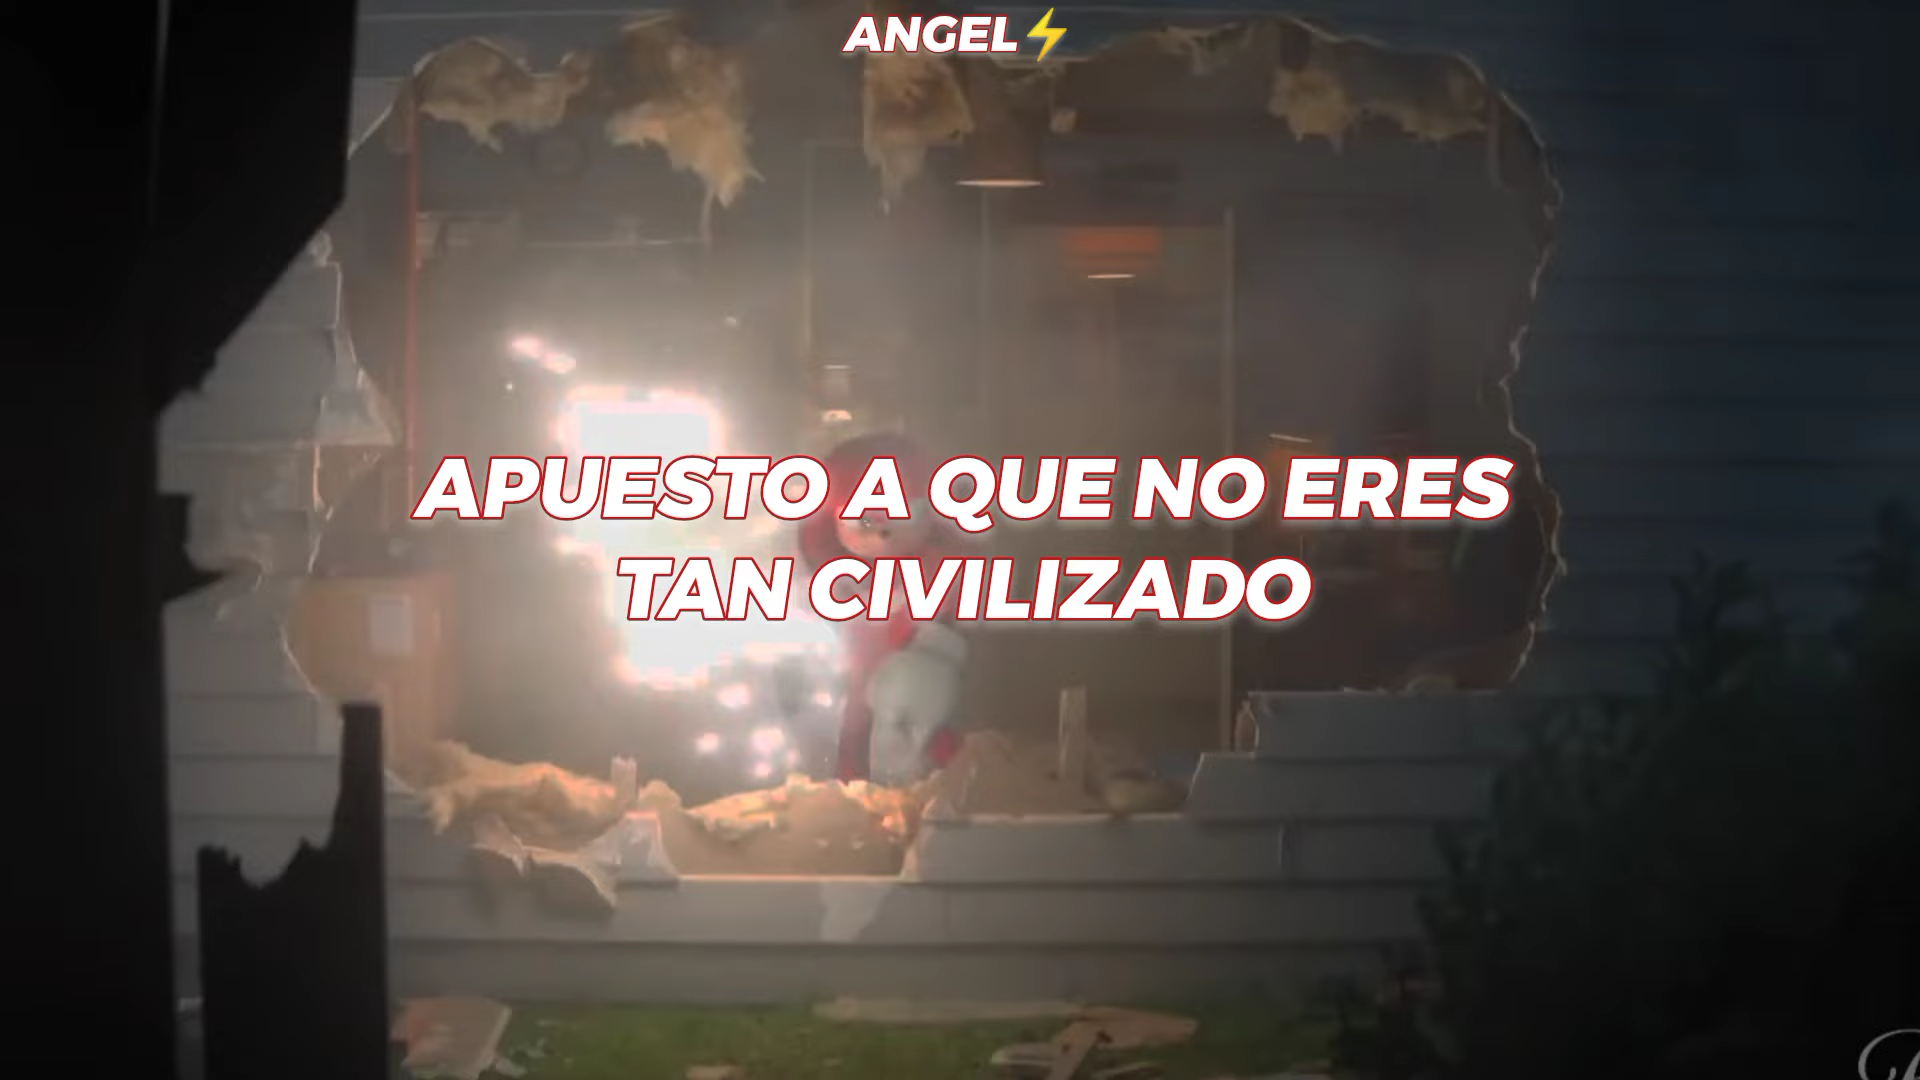 ANGEL⚡
APUESTO A QUE NO ERES
TAN CIVILIZADO